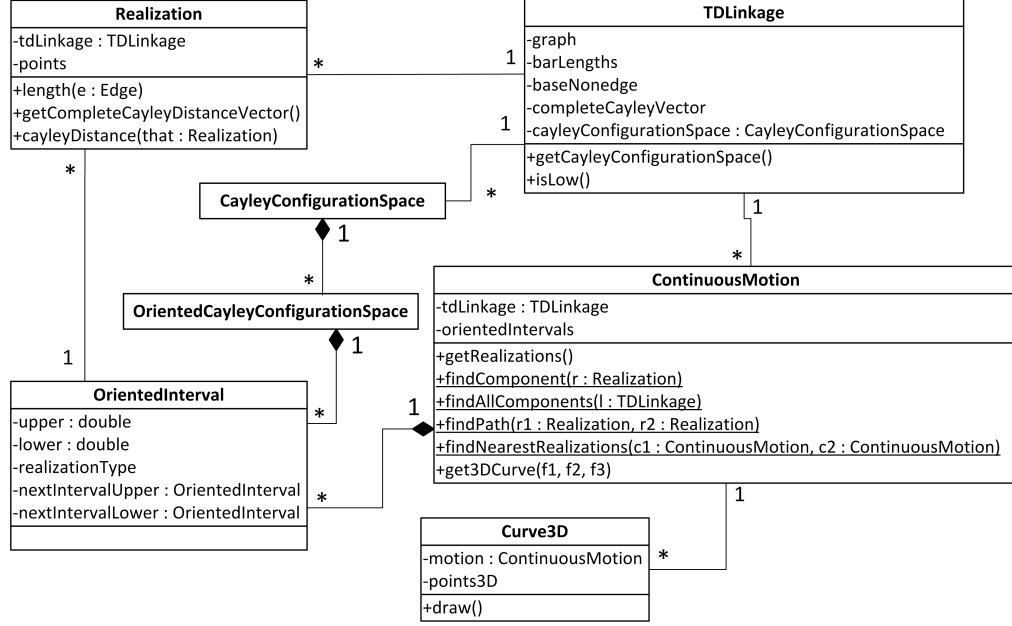 Realization
-tdLinkage : TDLinkage
-points
+length(e : Edge)
+getCompleteCayleyDistanceVector()
+cayleyDistance(that : Realization)
*
1
TDLinkage
-graph
-barLengths
-baseNonedge
-completeCayleyVector
-cayleyConfigurationSpace : CayleyConfigurationSpace
+getCayleyConfigurationSpace()
+isLow()
1
*
CayleyConfigurationSpace
1
*
OrientedCayleyConfigurationSpace
1
*
*
1
1
*
ContinuousMotion
-tdLinkage : TDLinkage
-orientedIntervals
+getRealizations()
+findComponent(r : Realization)
+findAllComponents(l : TDLinkage)
+findPath(r1 : Realization, r2 : Realization)
+findNearestRealizations(c1 : ContinuousMotion, c2 : ContinuousMotion)
+get3DCurve(f1, f2, f3)
OrientedInterval
-upper : double
-lower : double
-realizationType
-nextIntervalUpper : OrientedInterval
-nextIntervalLower : OrientedInterval
1
*
1
*
Curve3D
-motion : ContinuousMotion
-points3D
+draw()